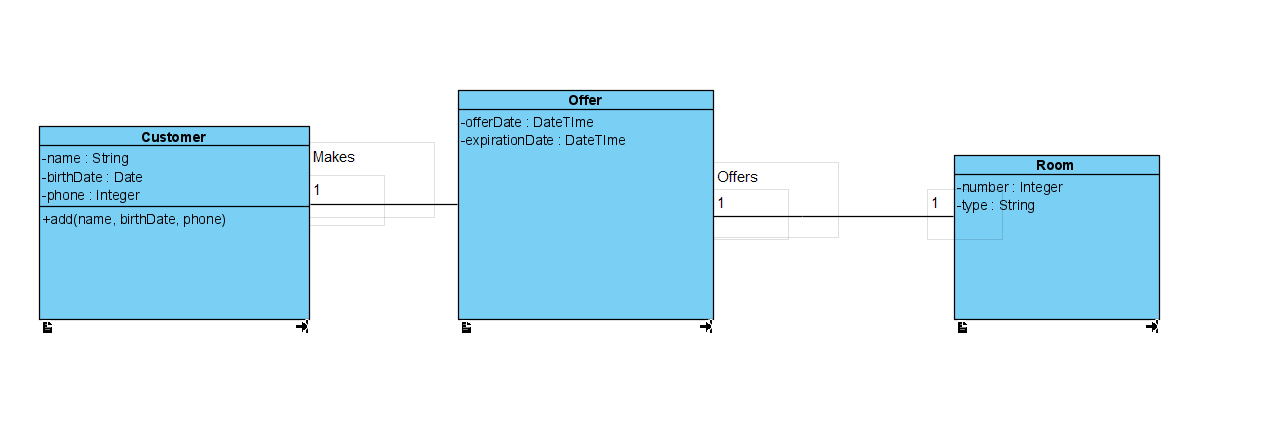 Customer
-name : String
-birthDate : Date
-phone : Integer
+add(name, birthDate, phone)
Makes
1
Offer
-offerDate : DateTIme
-expirationDate : DateTIme
Offers
1
1
Room
-number : Integer
-type : String